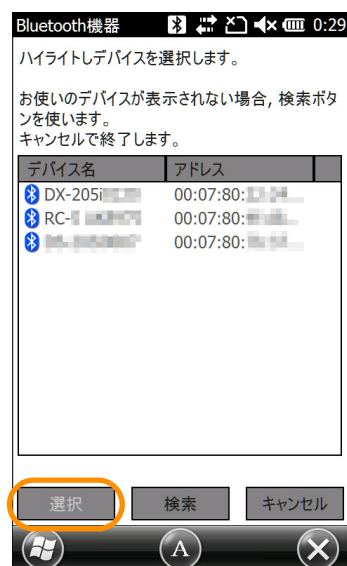 Bluetooth機器 0:29
ハイライトしデバイスを選択します。
お使いのデバイスが表示されない場合, 検索ボタ
ンを使います。
キャンセルで終了します。
デバイス名 アドレス
DX-205i 00:07:80:
RC- 00:07:80:
00:07:80:
選択 検索 キャンセル
A